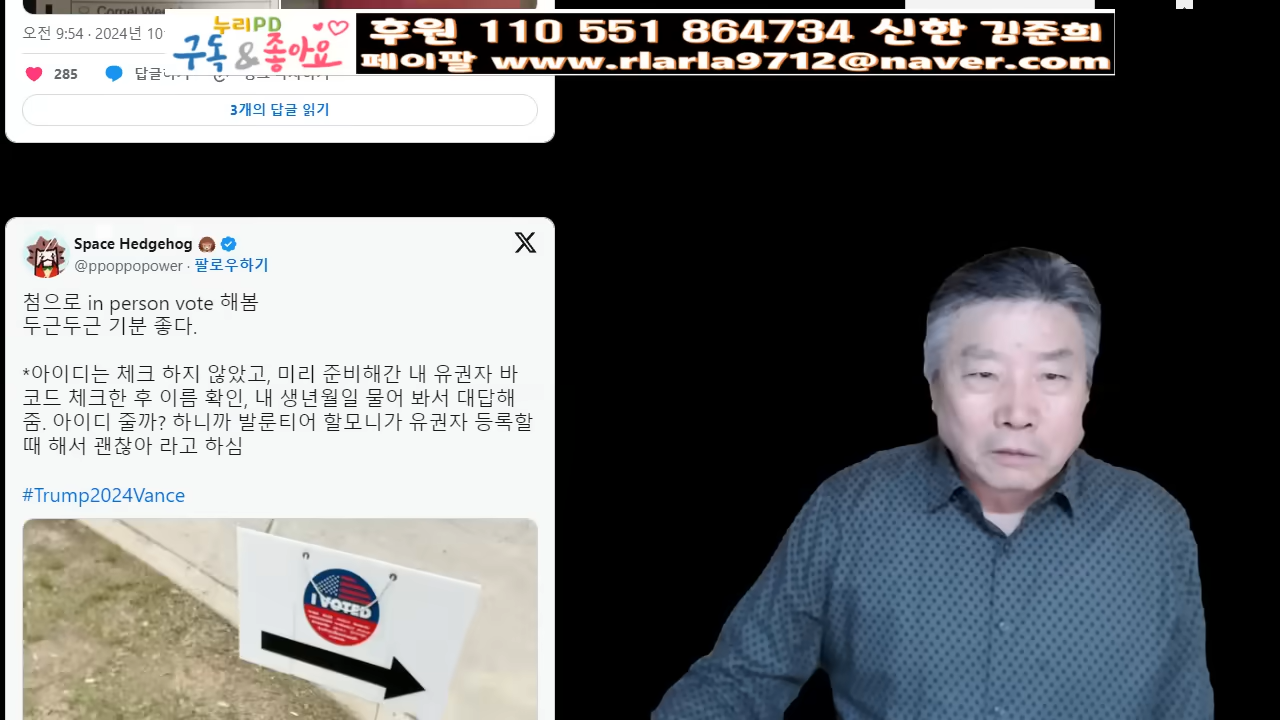 Cornel Wes
오전 9:54 · 2024년 10
누리PD
구독&좋아요
후원 110 551 864734 신한 김준희
페이팔 www.rlarla9712@naver.com
285
답글하기
3개의 답글 읽기
Space Hedgehog
@ppoppopower · 팔로우하기
첨으로 in person vote 해봄
두근두근 기분 좋다.
*아이디는 체크 하지 않았고, 미리 준비해간 내 유권자 바
코드 체크한 후 이름 확인, 내 생년월일 물어 봐서 대답해
줌. 아이디 줄까? 하니까 발룬티어 할모니가 유권자 등록할
때 해서 괜찮아 라고 하심
#Trump2024Vance
I VOTED